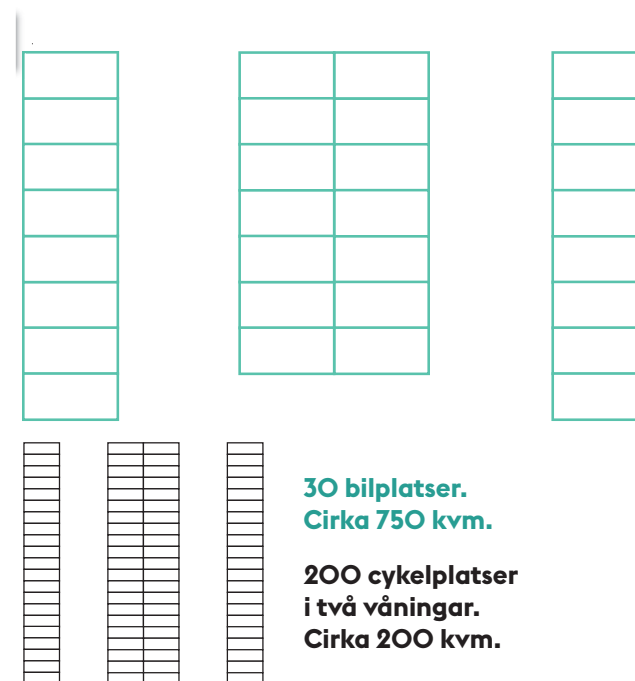 30 bilplatser.
Cirka 750 kvm.
200 cykelplatser
i två våningar.
Cirka 200 kvm.